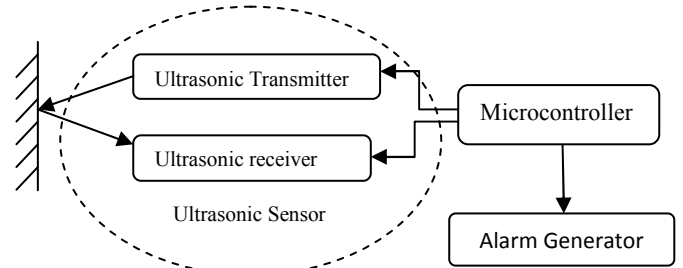 Ultrasonic Transmitter
Microcontroller
Ultrasonic receiver
Ultrasonic Sensor
Alarm Generator